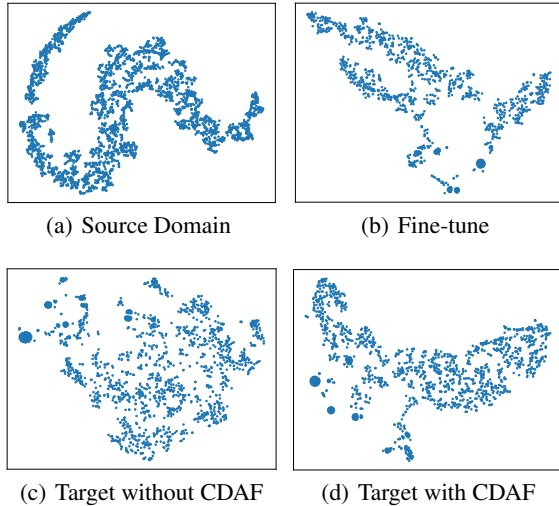 (a) Source Domain
(b) Fine-tune
(c) Target without CDAF
(d) Target with CDAF